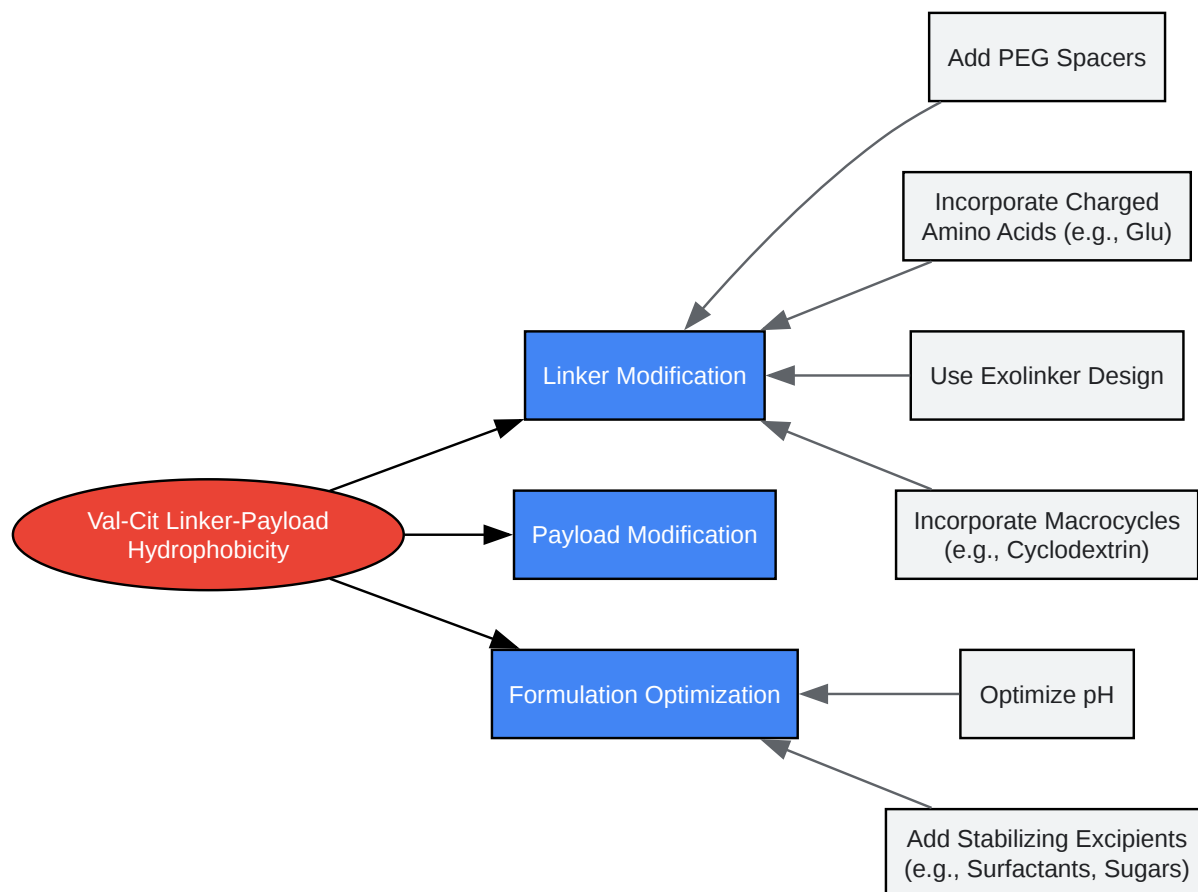 Add PEG Spacers
Incorporate Charged
Amino Acids (e.g., Glu)
Linker Modification
Use Exolinker Design
Val-Cit Linker-Payload
Hydrophobicity
Payload Modification
Incorporate Macrocycles
(e.g., Cyclodextrin)
Formulation Optimization
Optimize pH
Add Stabilizing Excipients
(e.g., Surfactants, Sugars)